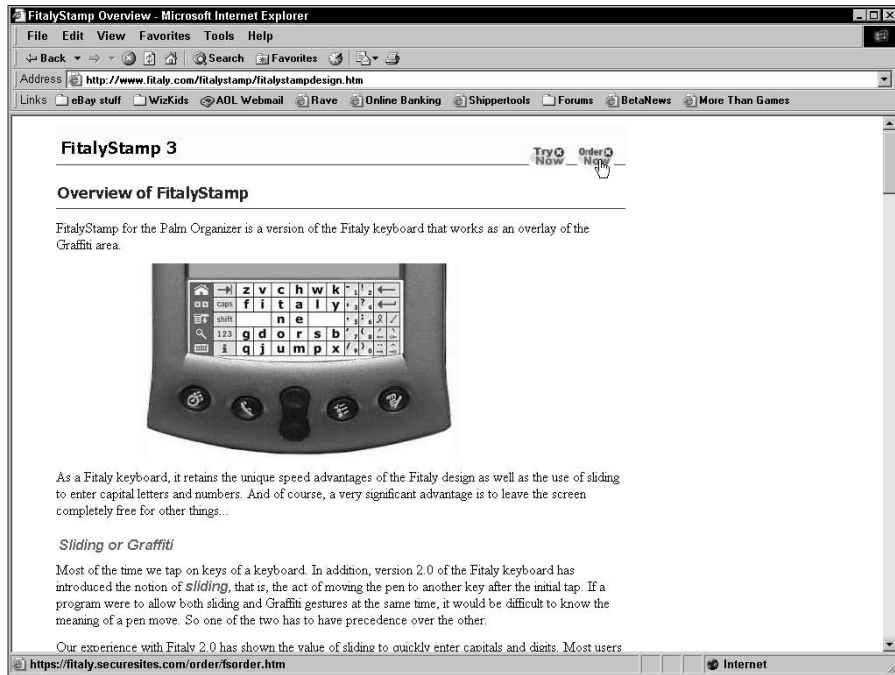 FitalyStamp Overview - Microsoft Internet Explorer
File Edit View Favorites Tools Help
Back Search Favorites
Address http://www.fitaly.com/fitalystamp/fitalystampdesign.htm
Links eBay stuff WizKids AOL Webmail Rave Online Banking Shippertools Forums BetaNews More Than Games
FitalyStamp 3
Try Now
Order Now
Overview of FitalyStamp
FitalyStamp for the Palm Organizer is a version of the Fitaly keyboard that works as an overlay of the
Graffiti area.
z v c h w k - 1 ! 2
caps f i t a l y , 3 ? 4
shift n e . 5 : 6
123 g d o r s b ' 7 ( 8
i q j u m p x / 9 ) 0
As a Fitaly keyboard, it retains the unique speed advantages of the Fitaly design as well as the use of sliding
to enter capital letters and numbers. And of course, a very significant advantage is to leave the screen
completely free for other things...
Sliding or Graffiti
Most of the time we tap on keys of a keyboard. In addition, version 2.0 of the Fitaly keyboard has
introduced the notion of sliding, that is, the act of moving the pen to another key after the initial tap. If a
program were to allow both sliding and Graffiti gestures at the same time, it would be difficult to know the
meaning of a pen move. So one of the two has to have precedence over the other.
Our experience with Fitaly 2.0 has shown the value of sliding to quickly enter capitals and digits. Most users
https://fitaly.securesites.com/order/fsorder.htm Internet